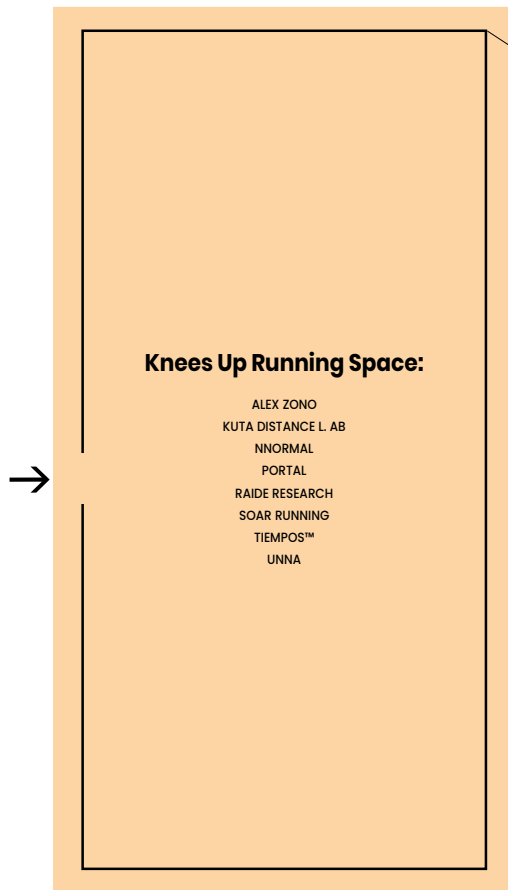 Knees Up Running Space:
ALEX ZONO
KUTA DISTANCE L. AB
NNORMAL
PORTAL
RAIDE RESEARCH
SOAR RUNNING
TIEMPOS™
UNNA